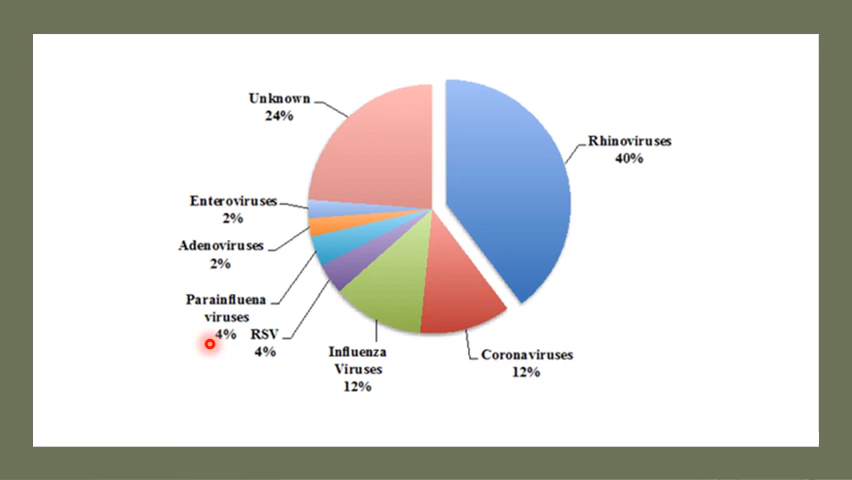 Unknown
24%
Rhinoviruses
40%
Enteroviruses
2%
Adenoviruses
2%
Parainfluena
viruses
4%
RSV
4%
Influenza
Viruses
12%
Coronaviruses
12%